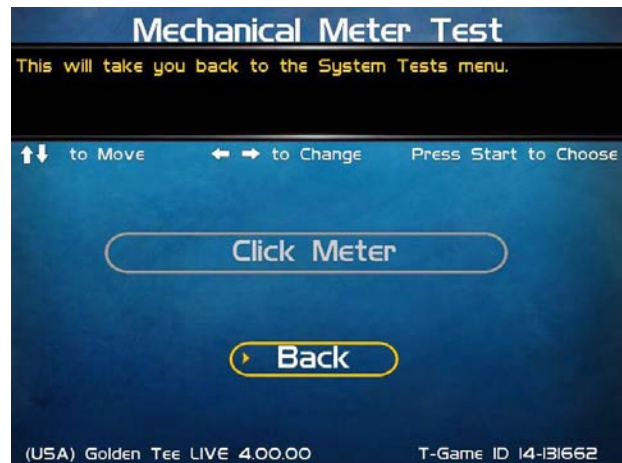 Mechanical Meter Test
This will take you back to the System Tests menu.
to Move to Change Press Start to Choose
Click Meter
Back
(USA) Golden Tee LIVE 4.00.00 T-Game ID 14-131662